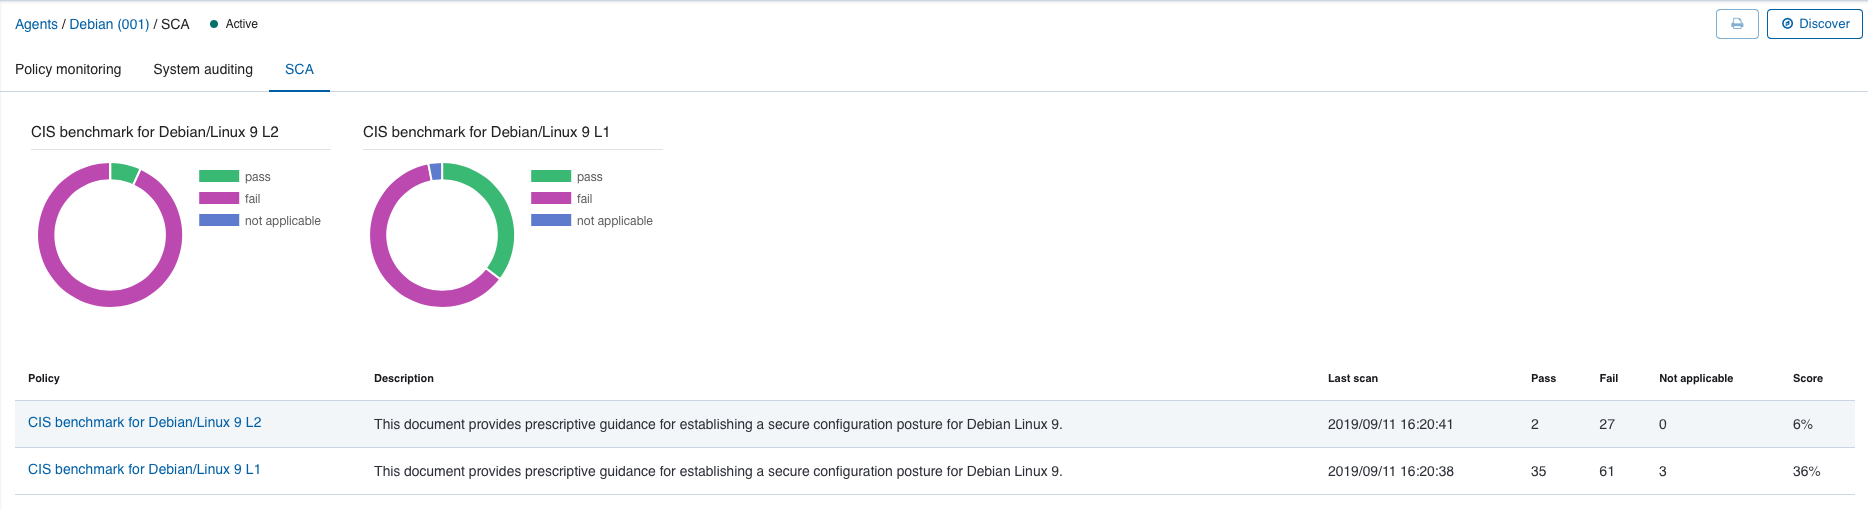 Agents / Debian (001) / SCA Active Discover
Policy monitoring System auditing SCA
CIS benchmark for Debian/Linux 9 L2
pass
fail
not applicable
CIS benchmark for Debian/Linux 9 L1
pass
fail
not applicable
Policy Description Last scan Pass Fail Not applicable Score
CIS benchmark for Debian/Linux 9 L2 This document provides prescriptive guidance for establishing a secure configuration posture for Debian Linux 9. 2019/09/11 16:20:41 2 27 0 6%
CIS benchmark for Debian/Linux 9 L1 This document provides prescriptive guidance for establishing a secure configuration posture for Debian Linux 9. 2019/09/11 16:20:38 35 61 3 36%